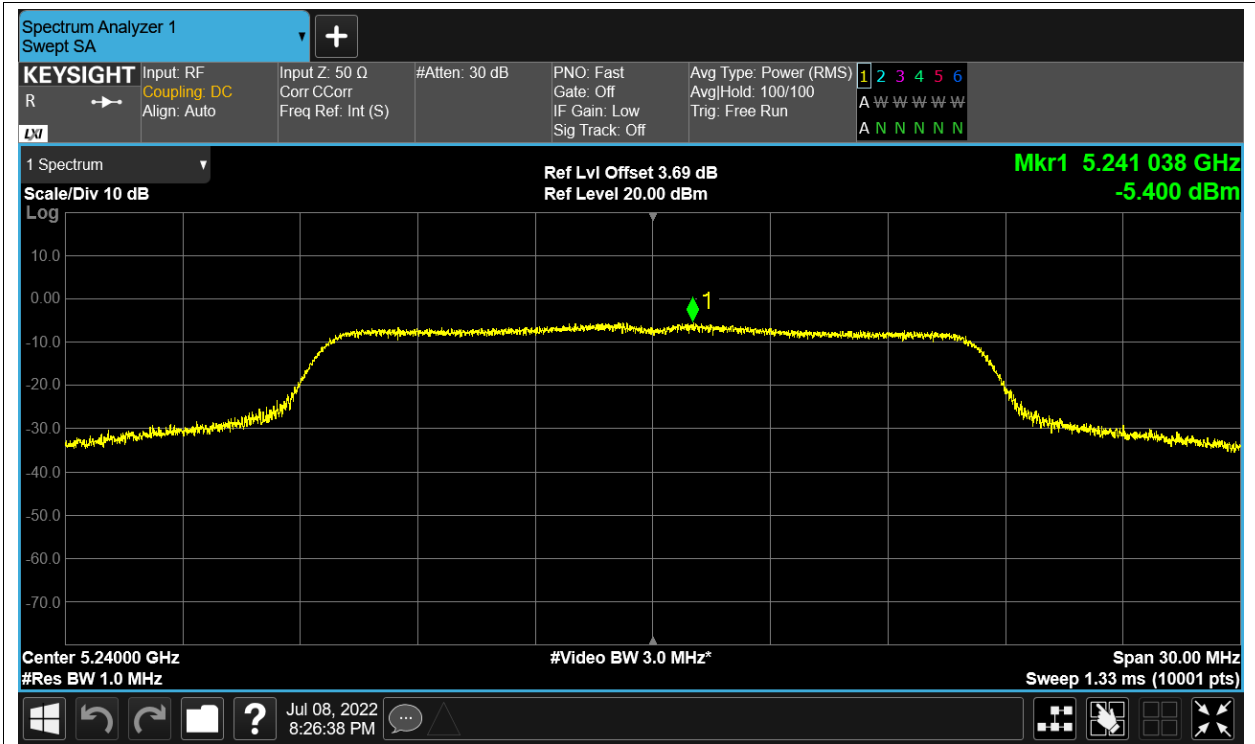 Spectrum Analyzer 1
Swept SA
KEYSIGHT
R
LXI
Input: RF
Coupling: DC
Align: Auto
Input Z: 50 Ω
Corr CCorr
Freq Ref: Int (S)
#Atten: 30 dB
PNO: Fast
Gate: Off
IF Gain: Low
Sig Track: Off
Avg Type: Power (RMS)
Avg|Hold: 100/100
Trig: Free Run
1 2 3 4 5 6
A W W W W W
A N N N N N
1 Spectrum
Scale/Div 10 dB
Log
Ref Lvl Offset 3.69 dB
Ref Level 20.00 dBm
Mkr1 5.241 038 GHz
-5.400 dBm
10.0
0.00
-10.0
-20.0
-30.0
-40.0
-50.0
-60.0
-70.0
1
Center 5.24000 GHz
#Res BW 1.0 MHz
#Video BW 3.0 MHz*
Span 30.00 MHz
Sweep 1.33 ms (10001 pts)
?
Jul 08, 2022
8:26:38 PM